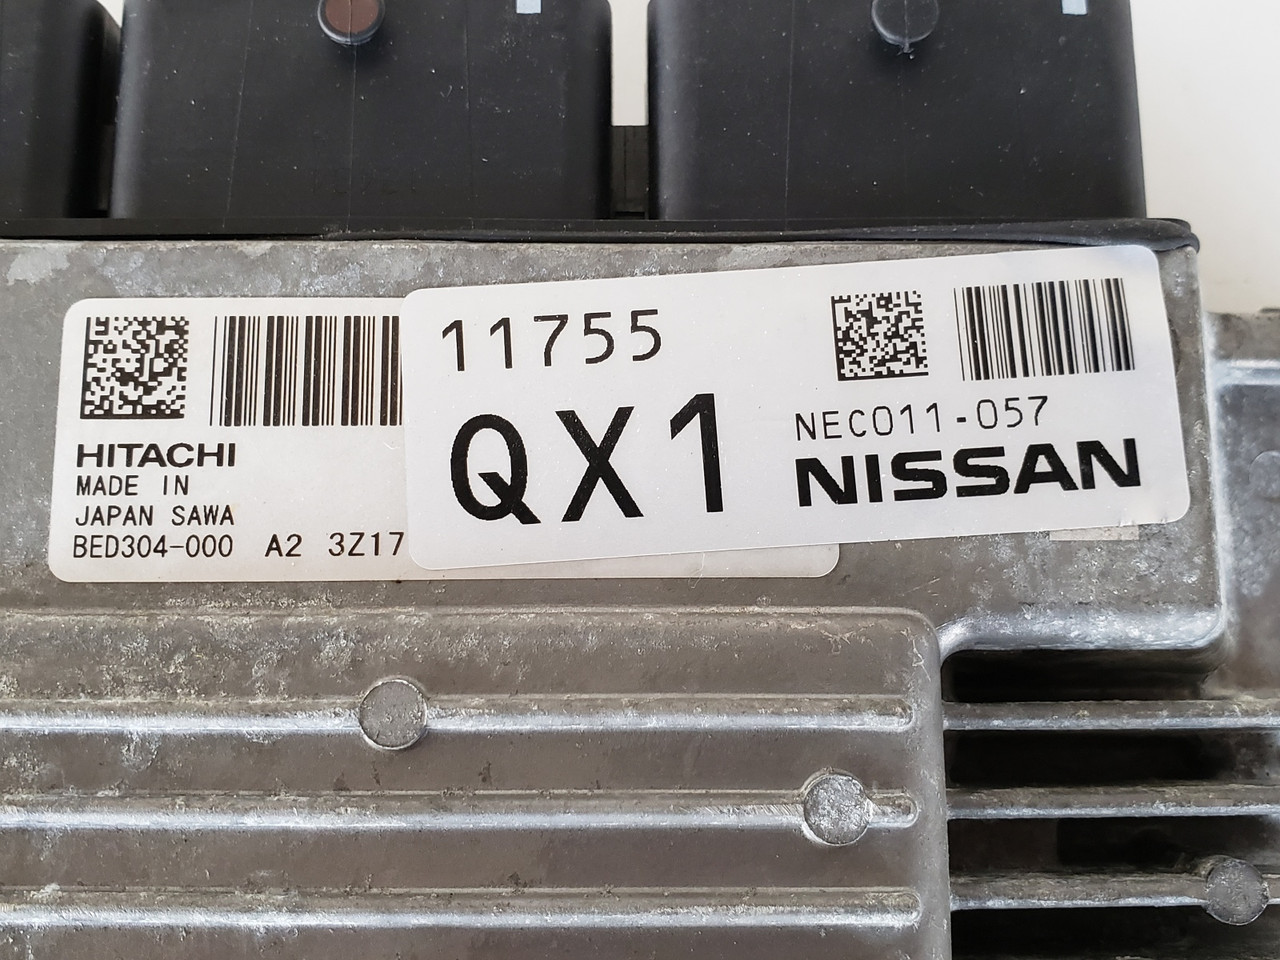 HITACHI
MADE IN
JAPAN SAWA
BED304-000 A2 3Z17
11755
QX1
NEC011-057
NISSAN